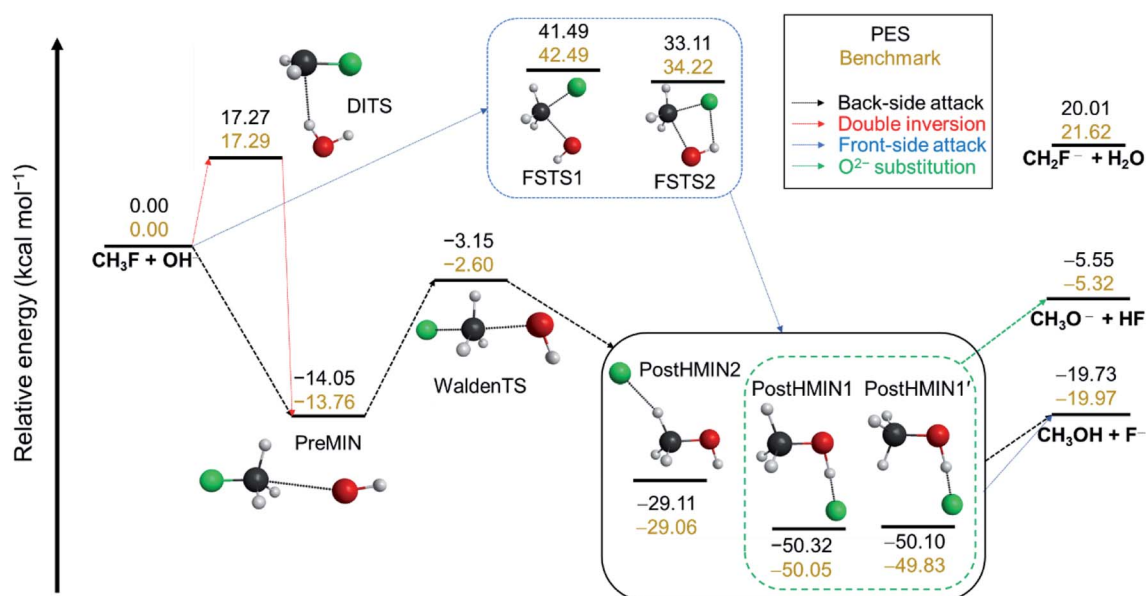 Relative energy (kcal mol⁻¹)
0.00
0.00
CH₃F + OH
17.27
17.29
DITS
−14.05
−13.76
PreMIN
−3.15
−2.60
WaldenTS
41.49
42.49
FSTS1
33.11
34.22
FSTS2
PES
Benchmark
Back-side attack
Double inversion
Front-side attack
O²⁻ substitution
PostHMIN2
−29.11
−29.06
PostHMIN1
−50.32
−50.05
PostHMIN1'
−50.10
−49.83
20.01
21.62
CH₂F⁻ + H₂O
−5.55
−5.32
CH₃O⁻ + HF
−19.73
−19.97
CH₃OH + F⁻